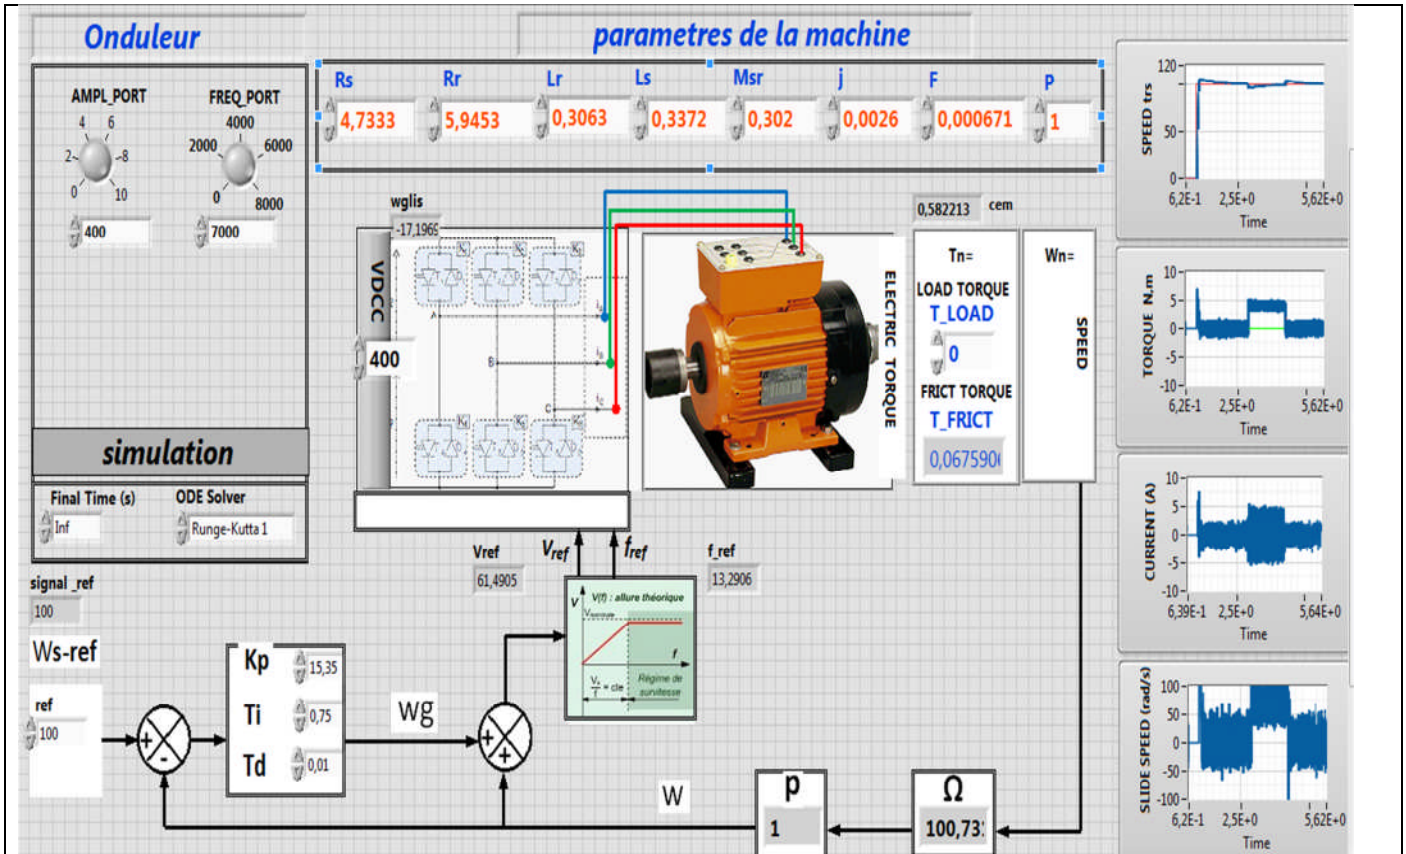 Onduleur
parametres de la machine
AMPL_PORT
FREQ_PORT
4 6
2 8
0 10
4000
2000 6000
0 8000
400
7000
Rs Rr Lr Ls Msr j F P
4,7333 5,9453 0,3063 0,3372 0,302 0,0026 0,000671 1
wglis
-17,1969
VDCC
400
A
B
C
ELECTRIC TORQUE
0,582213 cem
Tn=
LOAD TORQUE
T_LOAD
0
FRICT TORQUE
T_FRICT
0,067590
Wn=
SPEED
simulation
Final Time (s)
ODE Solver
Inf
Runge-Kutta 1
signal _ref
100
Ws-ref
ref
100
+
-
Kp 15,35
Ti 0,75
Td 0,01
wg
+
+
Vref
61,4905
Vref
fref
f_ref
13,2906
V
V(f) : allure théorique
f
Régime de
survitesse
W
p
1
Ω
100,73
SPEED trs
120
50
0
6,2E-1 2,5E+0 5,62E+0
Time
TORQUE N.m
10
5
0
-5
-10
6,2E-1 2,5E+0 5,62E+0
Time
CURRENT (A)
10
5
0
-5
-10
6,39E-1 2,5E+0 5,64E+0
Time
SLIDE SPEED (rad/s)
100
50
0
-50
-100
6,2E-1 2,5E+0 5,62E+0
Time